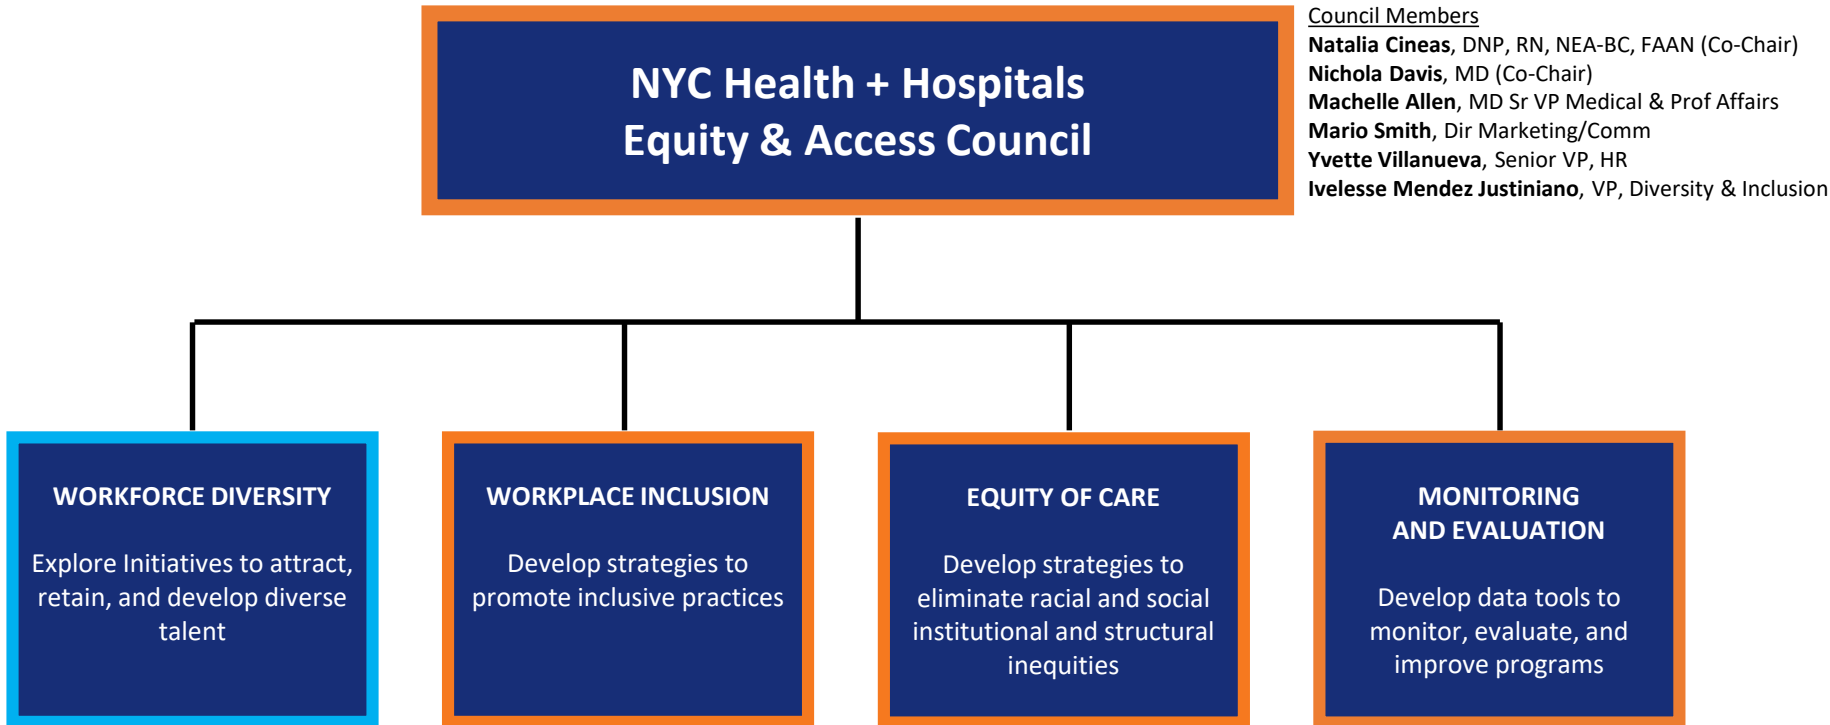 NYC Health + Hospitals
Equity & Access Council
Council Members
Natalia Cineas, DNP, RN, NEA-BC, FAAN (Co-Chair)
Nichola Davis, MD (Co-Chair)
Machelle Allen, MD Sr VP Medical & Prof Affairs
Mario Smith, Dir Marketing/Comm
Yvette Villanueva, Senior VP, HR
Ivelesse Mendez Justiniano, VP, Diversity & Inclusion
WORKFORCE DIVERSITY
Explore Initiatives to attract,
retain, and develop diverse
talent
WORKPLACE INCLUSION
Develop strategies to
promote inclusive practices
EQUITY OF CARE
Develop strategies to
eliminate racial and social
institutional and structural
inequities
MONITORING
AND EVALUATION
Develop data tools to
monitor, evaluate, and
improve programs